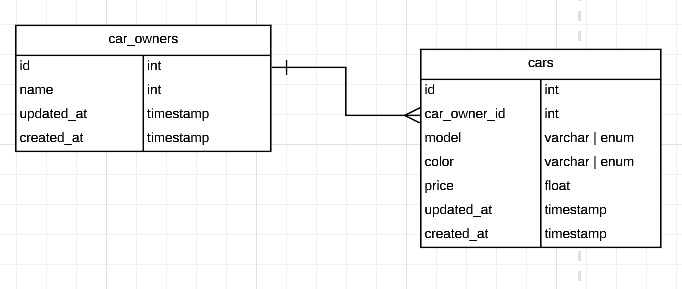 car_owners
id int
name int
updated_at timestamp
created_at timestamp
cars
id int
car_owner_id int
model varchar | enum
color varchar | enum
price float
updated_at timestamp
created_at timestamp